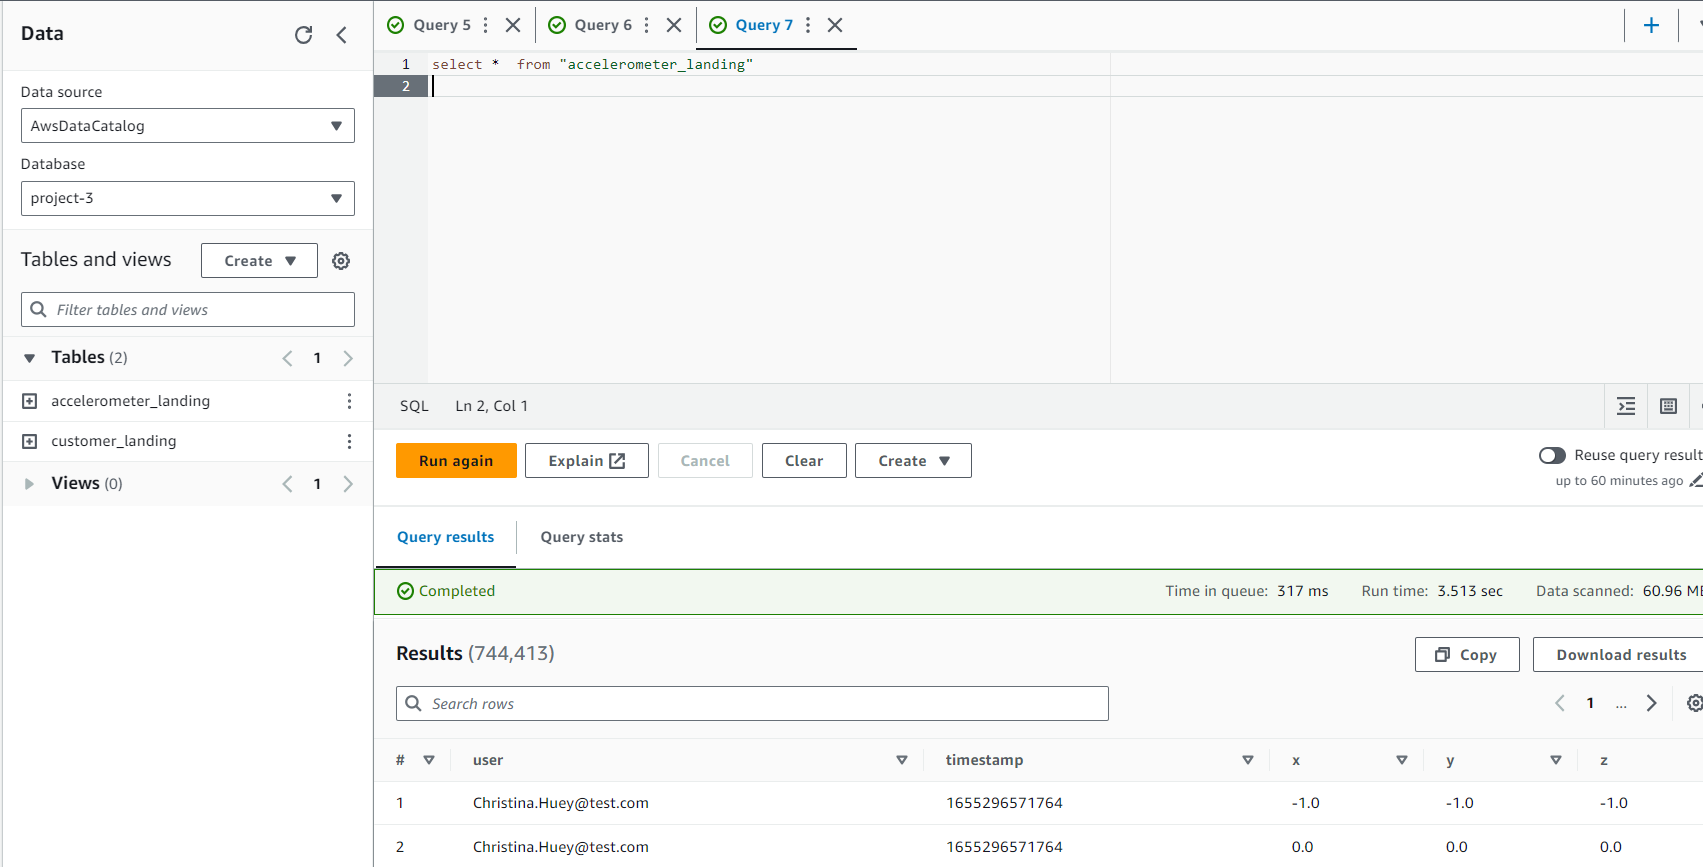 Data
Data source
AwsDataCatalog
Database
project-3
Tables and views
Create
Filter tables and views
Tables (2)
1
accelerometer_landing
customer_landing
Views (0)
1
Query 5
Query 6
Query 7
1 select * from "accelerometer_landing"
2
SQL Ln 2, Col 1
Run again
Explain
Cancel
Clear
Create
Reuse query result
up to 60 minutes ago
Query results
Query stats
Completed
Time in queue: 317 ms Run time: 3.513 sec Data scanned: 60.96 MB
Results (744,413)
Copy
Download results
Search rows
1 ...
# user timestamp x y z
1 Christina.Huey@test.com 1655296571764 -1.0 -1.0 -1.0
2 Christina.Huey@test.com 1655296571764 0.0 0.0 0.0